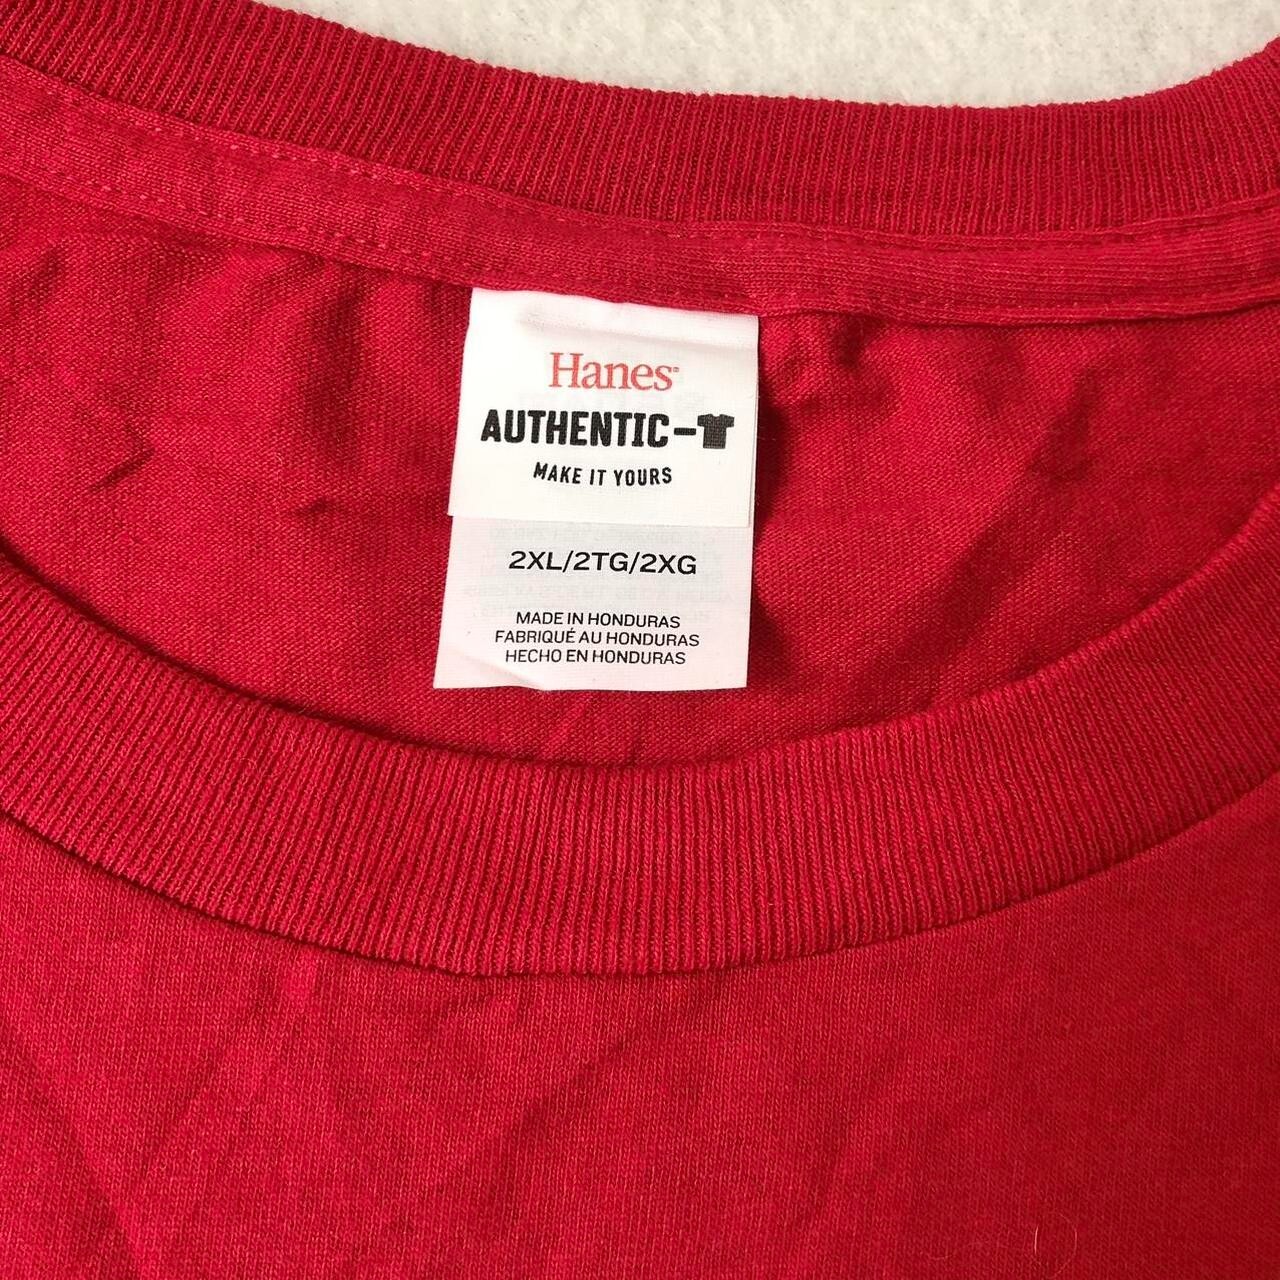 Hanes
AUTHENTIC-
MAKE IT YOURS
2XL/2TG/2XG
MADE IN HONDURAS
FABRIQUÉ AU HONDURAS
HECHO EN HONDURAS